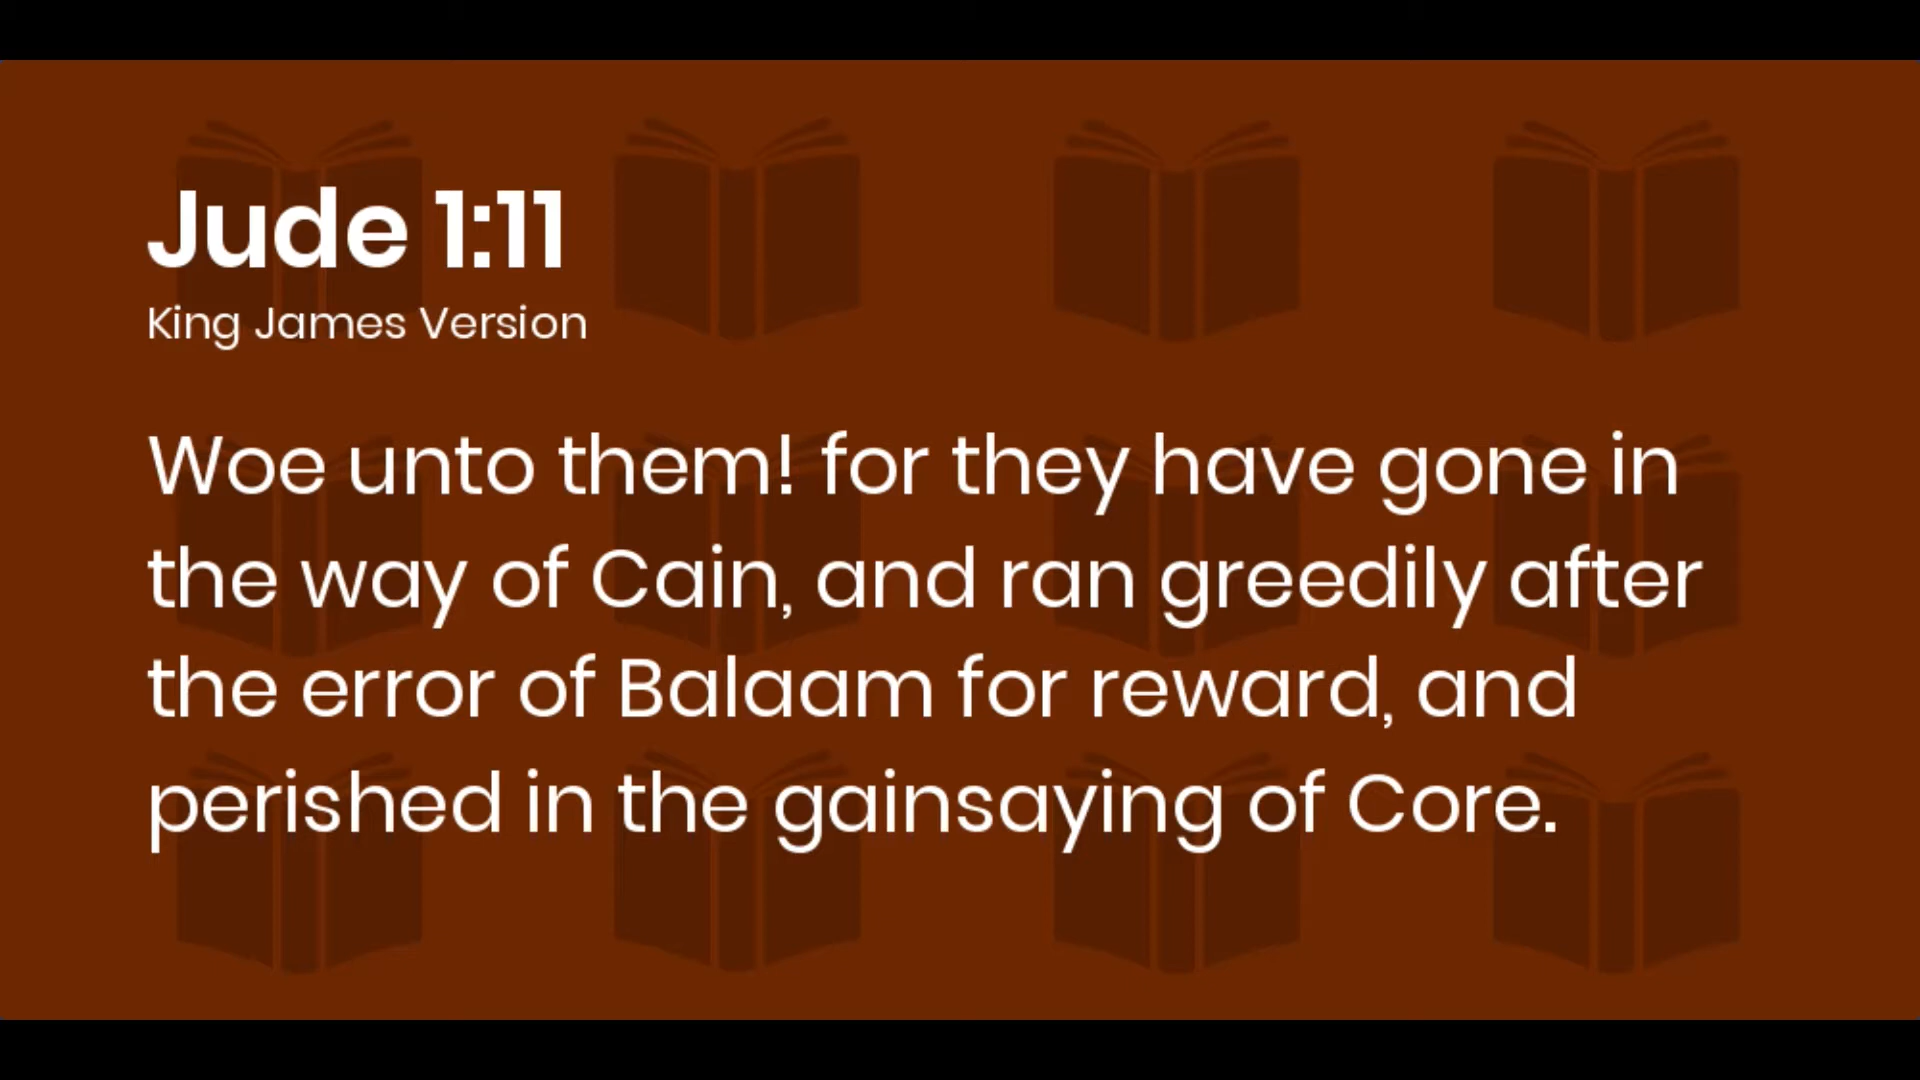 Jude 1:11
King James Version
Woe unto them! for they have gone in
the way of Cain, and ran greedily after
the error of Balaam for reward, and
perished in the gainsaying of Core.